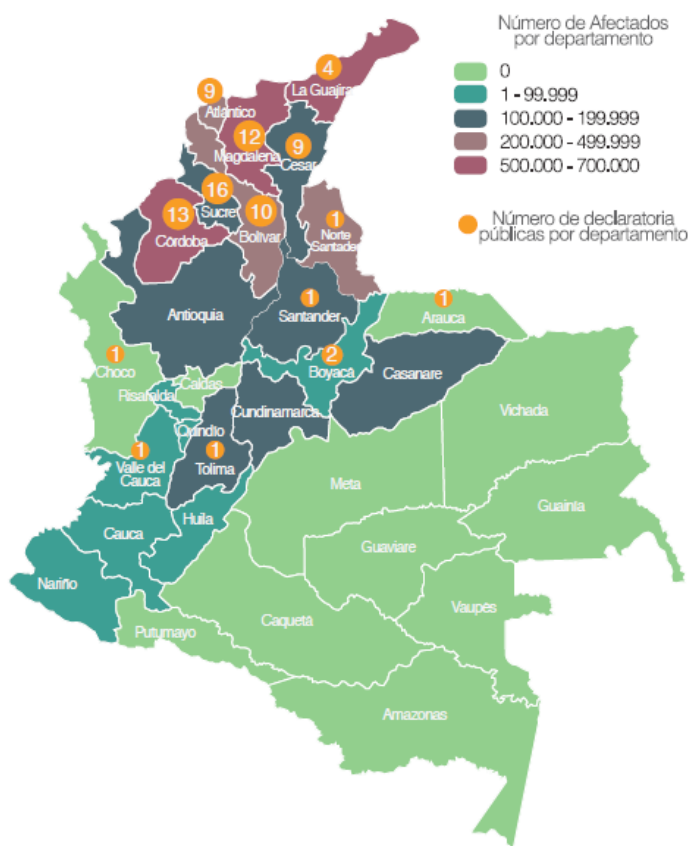 Número de Afectados
por departamento
0
1 - 99.999
100.000 - 199.999
200.000 - 499.999
500.000 - 700.000
Número de declaratoria
públicas por departamento
4
La Guajira
9
Atlántico
12
Magdalena
9
Cesar
16
Sucre
13
Córdoba
10
Bolívar
1
Norte
Santader
Antioquia
1
Santander
1
Arauca
1
Choco
2
Boyacá
Caldas
Casanare
Risaralda
Cundinamarca
Vichada
Quindío
1
Valle del
Cauca
1
Tolima
Meta
Guainta
Huila
Cauca
Guaviare
Nariño
Vaupés
Caquetá
Putumayo
Amazonas